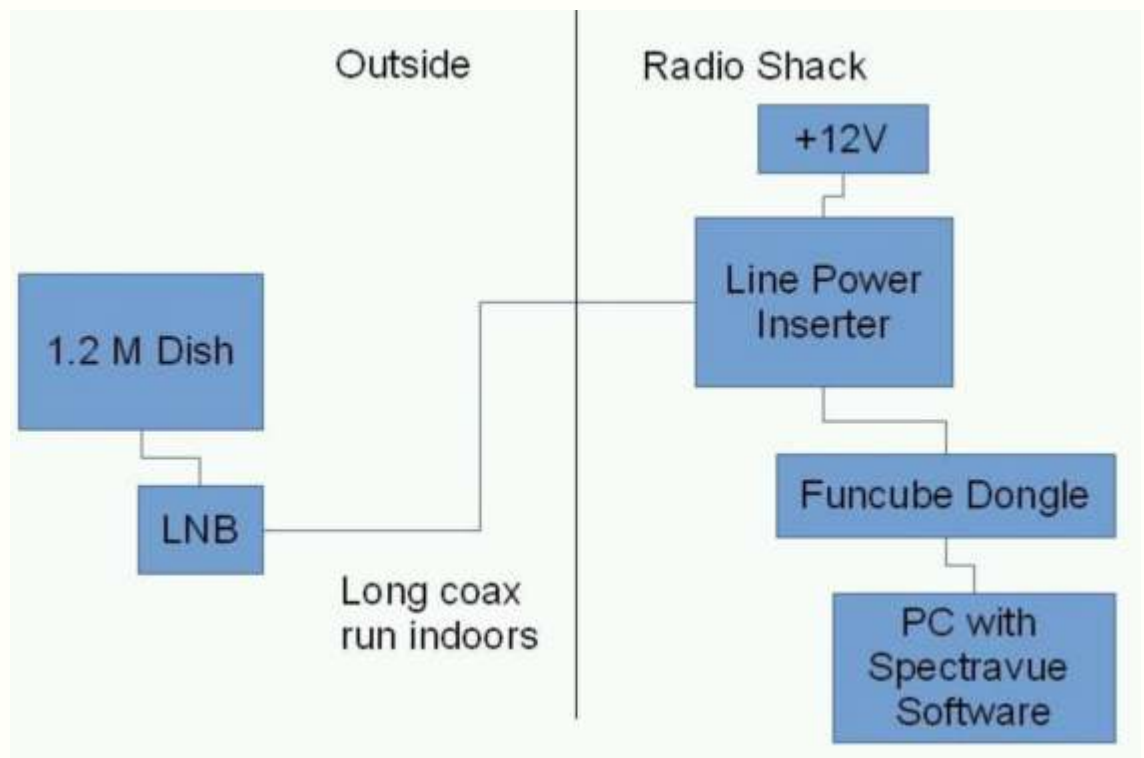 Outside
Radio Shack
+12V
Line Power
Inserter
1.2 M Dish
LNB
Long coax
run indoors
Funcube Dongle
PC with
Spectravue
Software